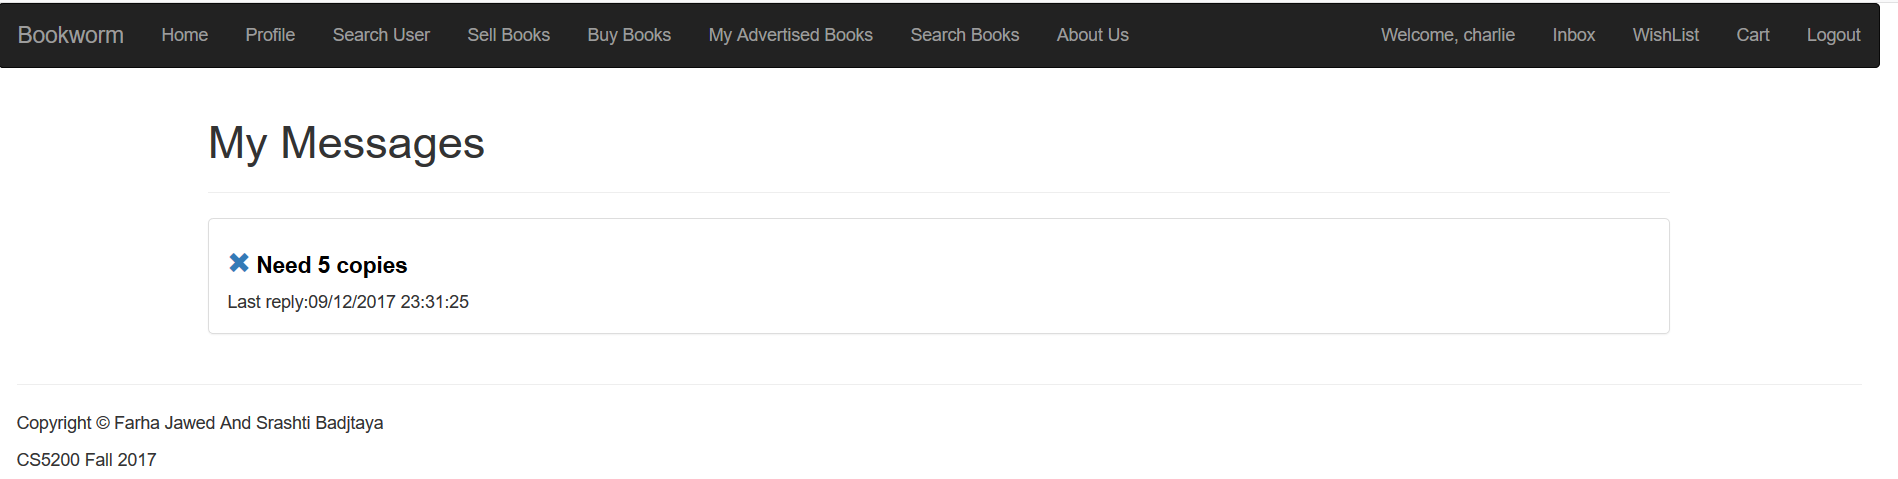 Bookworm Home Profile Search User Sell Books Buy Books My Advertised Books Search Books About Us Welcome, charlie Inbox WishList Cart Logout
My Messages
Need 5 copies
Last reply:09/12/2017 23:31:25
Copyright © Farha Jawed And Srashti Badjtaya
CS5200 Fall 2017